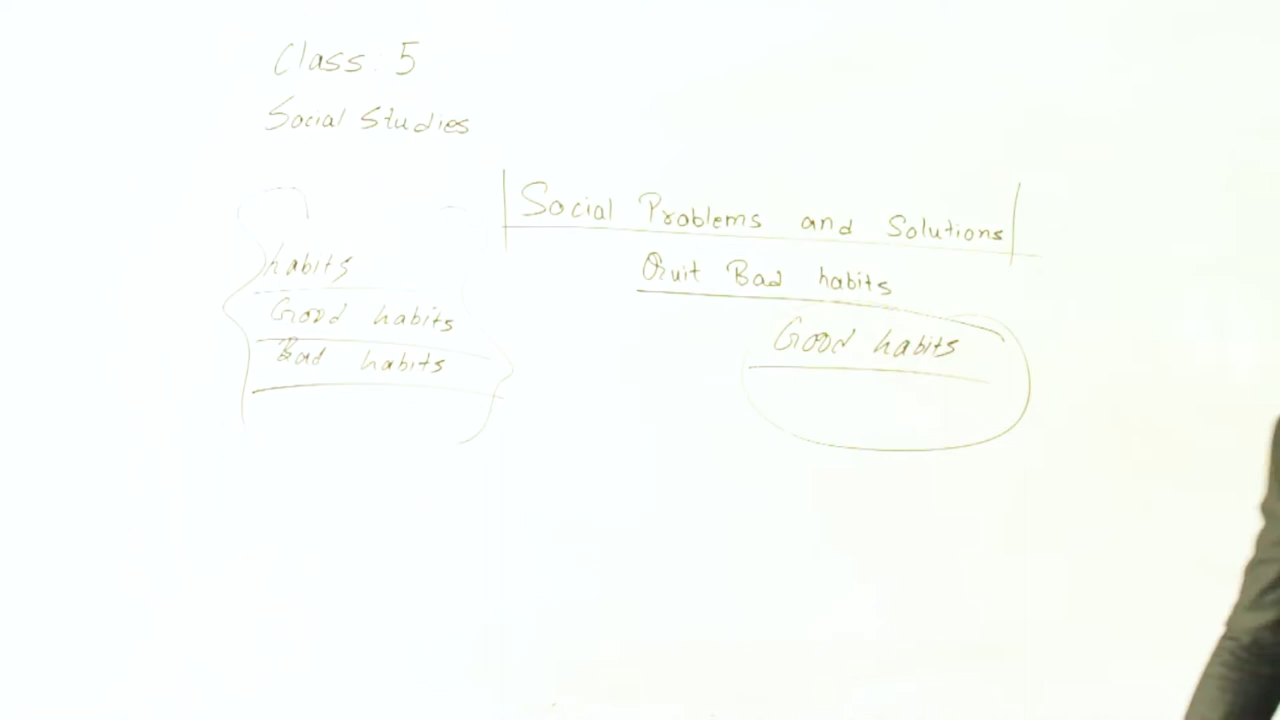 Class: 5
Social Studies
Social Problems and Solutions
Quit Bad habits
Good habits
habits
Good habits
Bad habits